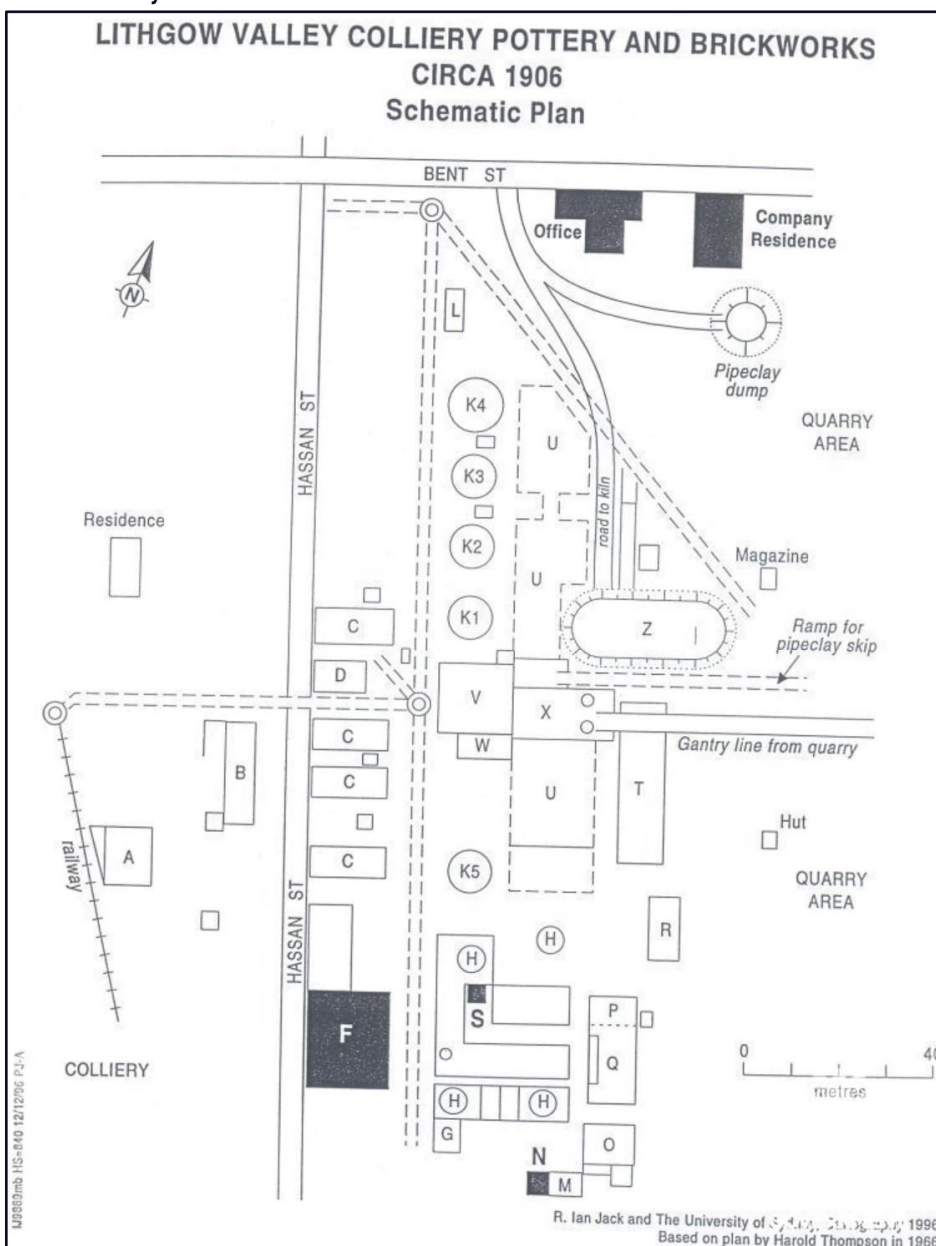 LITHGOW VALLEY COLLIERY POTTERY AND BRICKWORKS
CIRCA 1906
Schematic Plan
BENT ST
Office
Company
Residence
N
L
Pipeclay
dump
K4
HASSAN ST
U
QUARRY
AREA
K3
road to kiln
Residence
K2
U
Magazine
C
K1
Z
Ramp for
pipeclay skip
D
V
X
C
W
Gantry line from quarry
B
C
U
T
Hut
railway
A
C
K5
QUARRY
AREA
HASSAN ST
H
R
H
S
P
F
Q
0
40
metres
COLLIERY
H
H
G
O
N
M
R. Ian Jack and The University of 1996
Based on plan by Harold Thompson in 1966